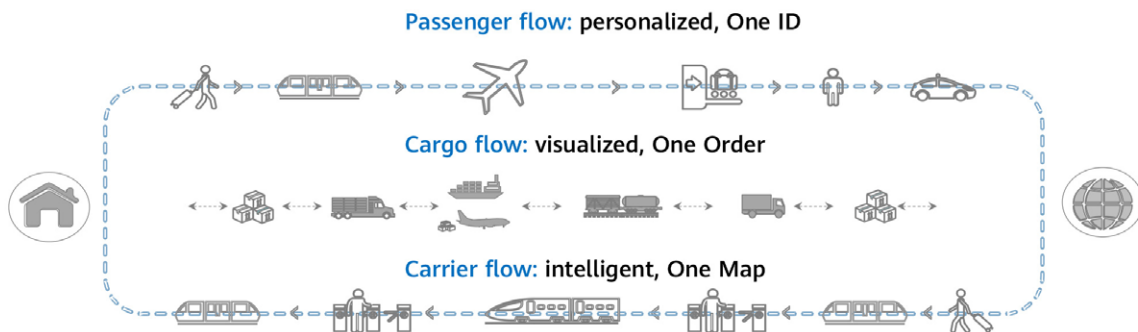 Passenger flow: personalized, One ID
Cargo flow: visualized, One Order
Carrier flow: intelligent, One Map